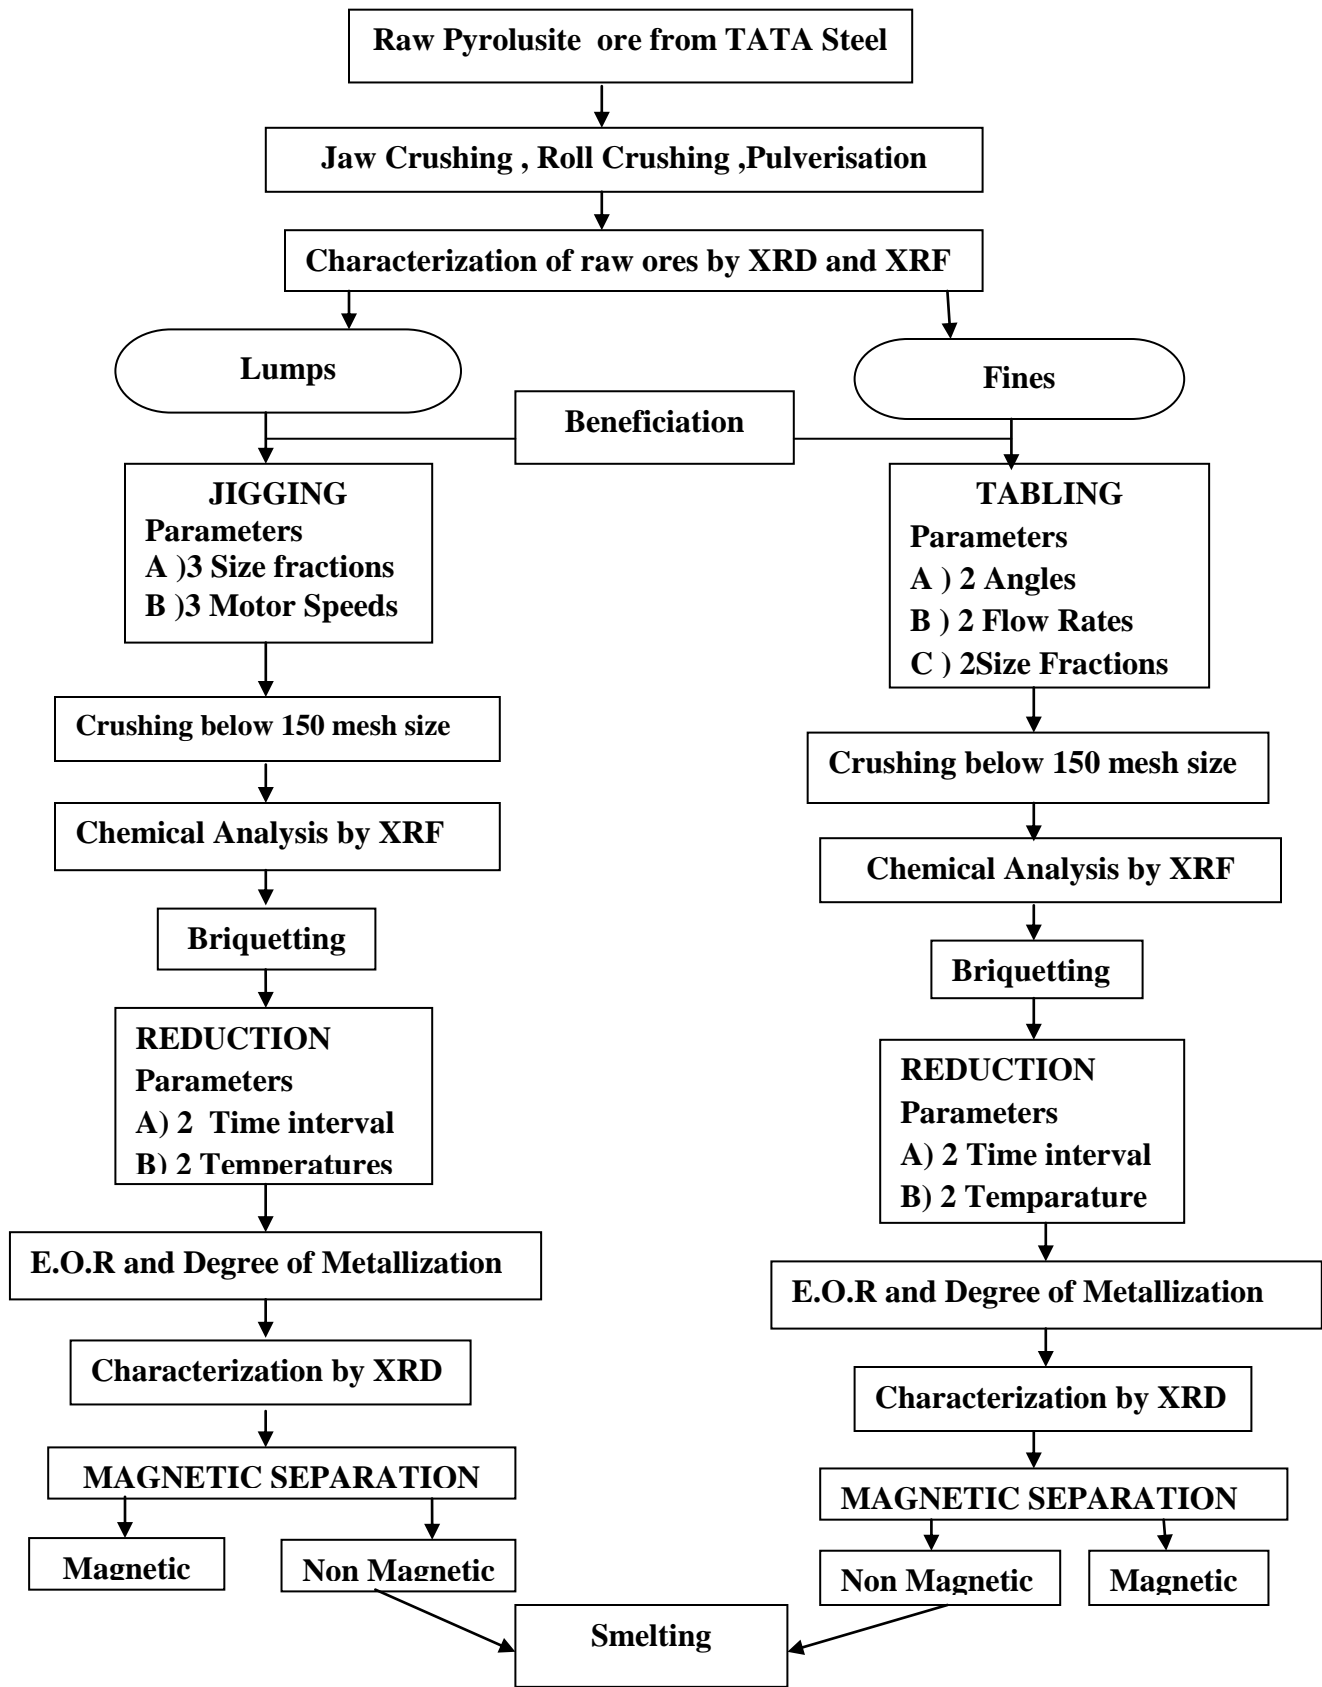 Raw Pyrolusite ore from TATA Steel
Jaw Crushing , Roll Crushing ,Pulverisation
Characterization of raw ores by XRD and XRF
Lumps
Fines
Beneficiation
JIGGING
Parameters
A )3 Size fractions
B )3 Motor Speeds
TABLING
Parameters
A ) 2 Angles
B ) 2 Flow Rates
C ) 2Size Fractions
Crushing below 150 mesh size
Crushing below 150 mesh size
Chemical Analysis by XRF
Chemical Analysis by XRF
Briquetting
Briquetting
REDUCTION
Parameters
A) 2 Time interval
B) 2 Temperatures
REDUCTION
Parameters
A) 2 Time interval
B) 2 Temparature
E.O.R and Degree of Metallization
E.O.R and Degree of Metallization
Characterization by XRD
Characterization by XRD
MAGNETIC SEPARATION
MAGNETIC SEPARATION
Magnetic
Non Magnetic
Non Magnetic
Magnetic
Smelting